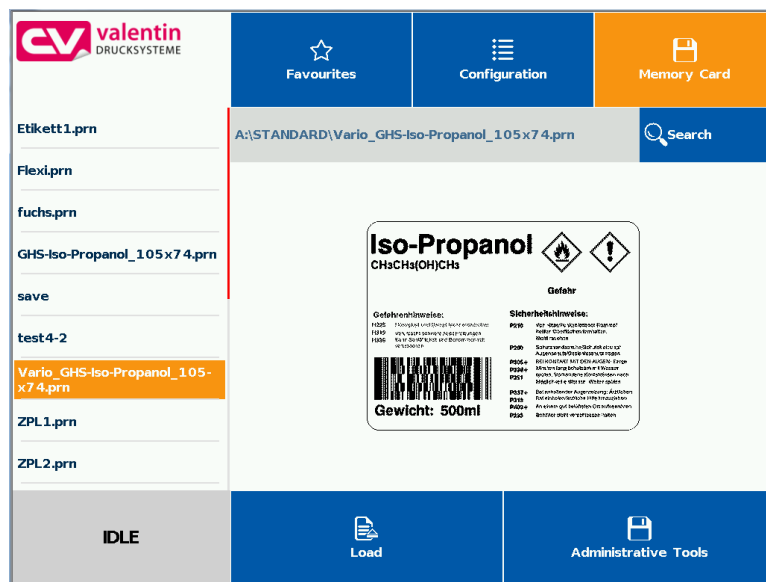 valentin
DRUCKSYSTEME
Favourites
Configuration
Memory Card
Etikett1.prn
Flexi.prn
fuchs.prn
GHS-Iso-Propanol_105x74.prn
save
test4-2
Vario_GHS-Iso-Propanol_105-
x74.prn
ZPL1.prn
ZPL2.prn
A:\STANDARD\Vario_GHS-Iso-Propanol_105x74.prn
Search
Iso-Propanol
CH3CH3(OH)CH3
Gefahr
Gefahrenhinweise:
H225
H319
H336
Gewicht: 500ml
Sicherheitshinweise:
P210
P280
P305+
P338+
P351
P337+
P313
P403+
P233
IDLE
Load
Administrative Tools